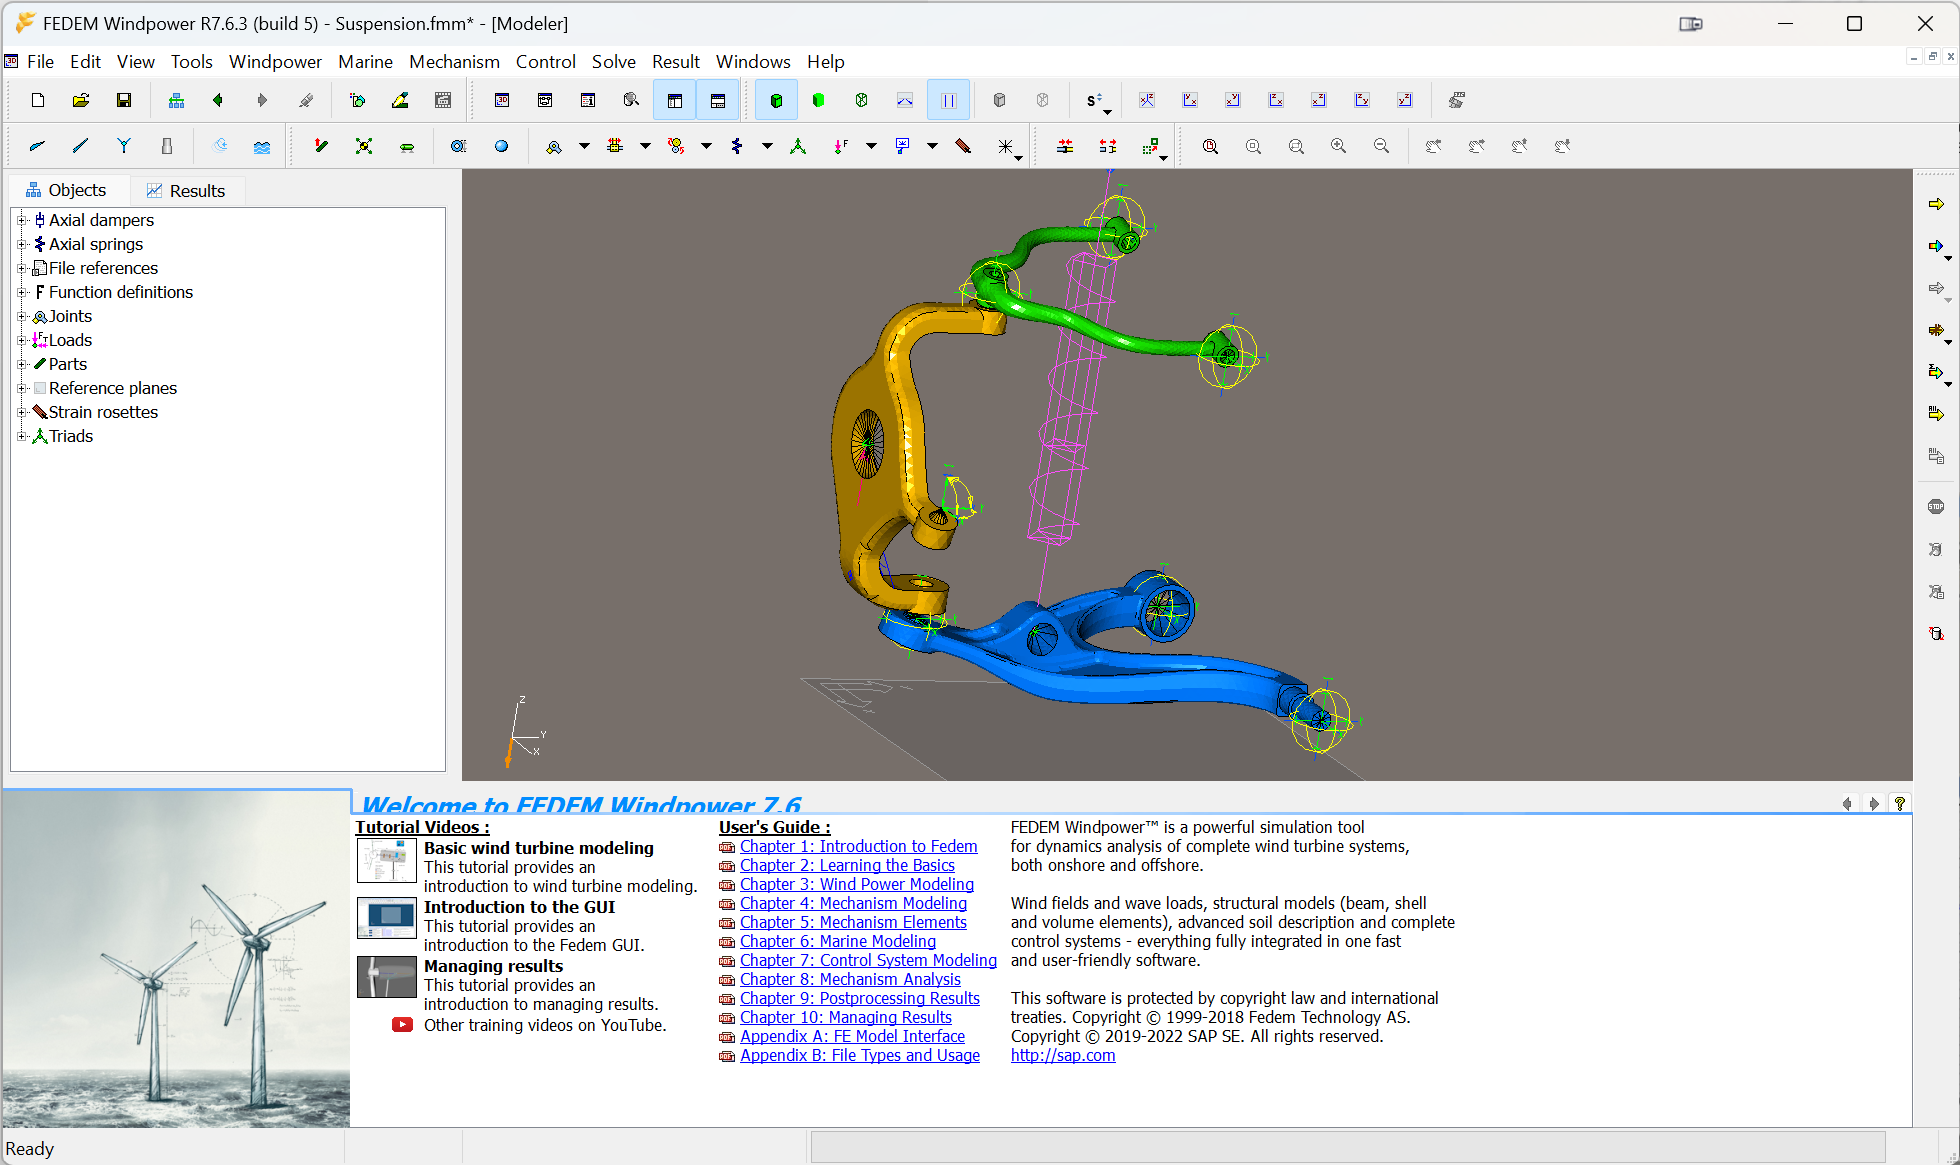 FEDEM Windpower R7.6.3 (build 5) - Suspension.fmm* - [Modeler]
File Edit View Tools Windpower Marine Mechanism Control Solve Result Windows Help
Objects Results
Axial dampers
Axial springs
File references
Function definitions
Joints
Loads
Parts
Reference planes
Strain rosettes
Triads
Z
Y
X
Welcome to FEDEM Windpower 7.6
Tutorial Videos :
Basic wind turbine modeling
This tutorial provides an
introduction to wind turbine modeling.
Introduction to the GUI
This tutorial provides an
introduction to the Fedem GUI.
Managing results
This tutorial provides an
introduction to managing results.
Other training videos on YouTube.
User's Guide :
Chapter 1: Introduction to Fedem
Chapter 2: Learning the Basics
Chapter 3: Wind Power Modeling
Chapter 4: Mechanism Modeling
Chapter 5: Mechanism Elements
Chapter 6: Marine Modeling
Chapter 7: Control System Modeling
Chapter 8: Mechanism Analysis
Chapter 9: Postprocessing Results
Chapter 10: Managing Results
Appendix A: FE Model Interface
Appendix B: File Types and Usage
FEDEM Windpower™ is a powerful simulation tool
for dynamics analysis of complete wind turbine systems,
both onshore and offshore.
Wind fields and wave loads, structural models (beam, shell
and volume elements), advanced soil description and complete
control systems - everything fully integrated in one fast
and user-friendly software.
This software is protected by copyright law and international
treaties. Copyright © 1999-2018 Fedem Technology AS.
Copyright © 2019-2022 SAP SE. All rights reserved.
http://sap.com
Ready